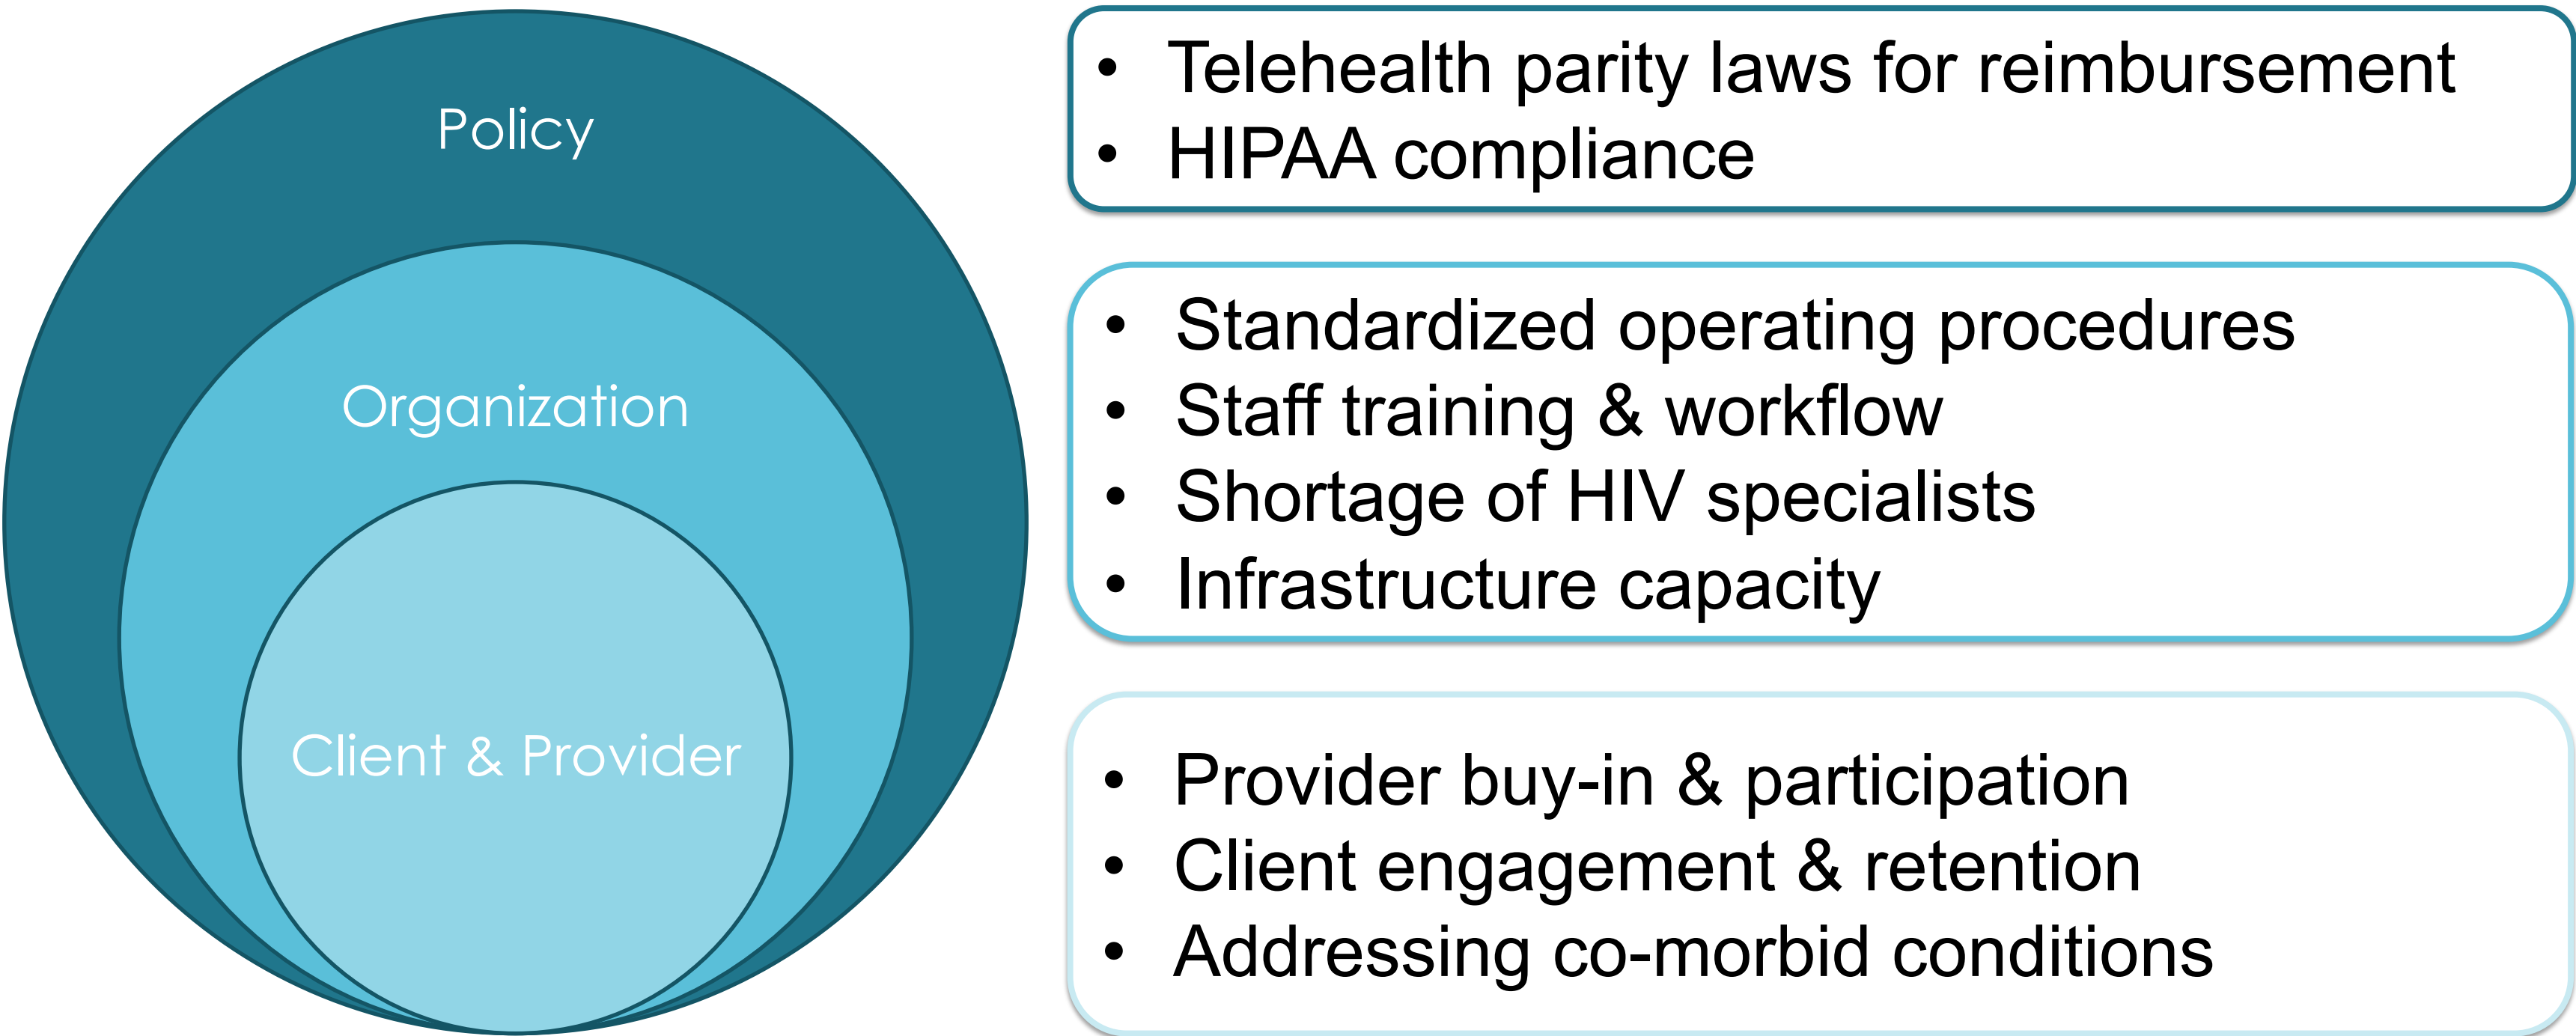 Policy
Organization
Client & Provider
• Telehealth parity laws for reimbursement
• HIPAA compliance
• Standardized operating procedures
• Staff training & workflow
• Shortage of HIV specialists
• Infrastructure capacity
• Provider buy-in & participation
• Client engagement & retention
• Addressing co-morbid conditions